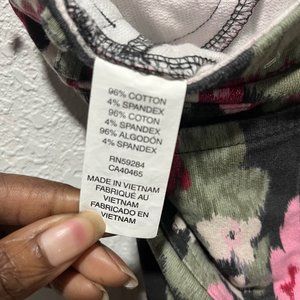 96% COTTON
4% SPANDEX
96% COTON
4% SPANDEX
96% ALGODÓN
4% SPANDEX
RN59284
CA40465
MADE IN VIETNAM
FABRIQUÉ AU
VIETNAM
FABRICADO EN
VIETNAM